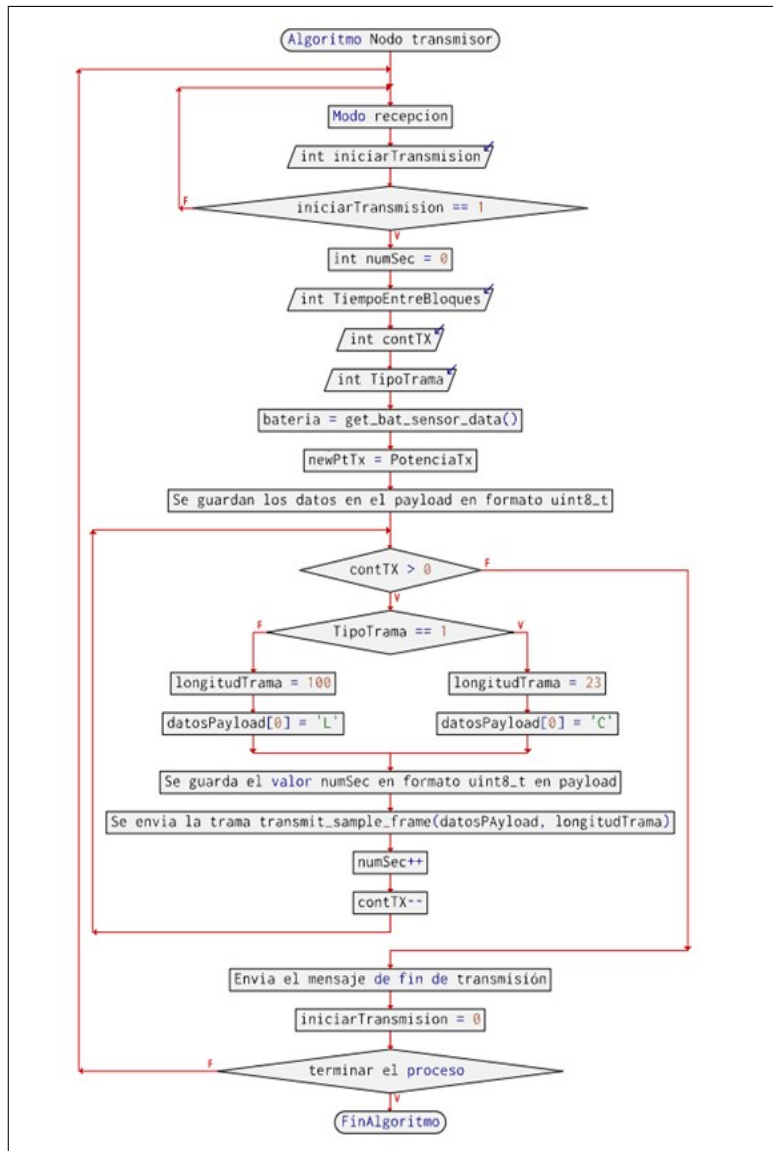 Algoritmo Nodo transmisor
Modo recepcion
int iniciarTransmision
F
iniciarTransmision == 1
V
int numSec = 0
int TiempoEntreBloques
int contTX
int TipoTrama
bateria = get_bat_sensor_data()
newPtTx = PotenciaTx
Se guardan los datos en el payload en formato uint8_t
contTX > 0
F
V
F
TipoTrama == 1
V
longitudTrama = 100
longitudTrama = 23
datosPayload[0] = 'L'
datosPayload[0] = 'C'
Se guarda el valor numSec en formato uint8_t en payload
Se envia la trama transmit_sample_frame(datosPAyload, longitudTrama)
numSec++
contTX--
Envia el mensaje de fin de transmisión
iniciarTransmision = 0
F
terminar el proceso
V
FinAlgoritmo